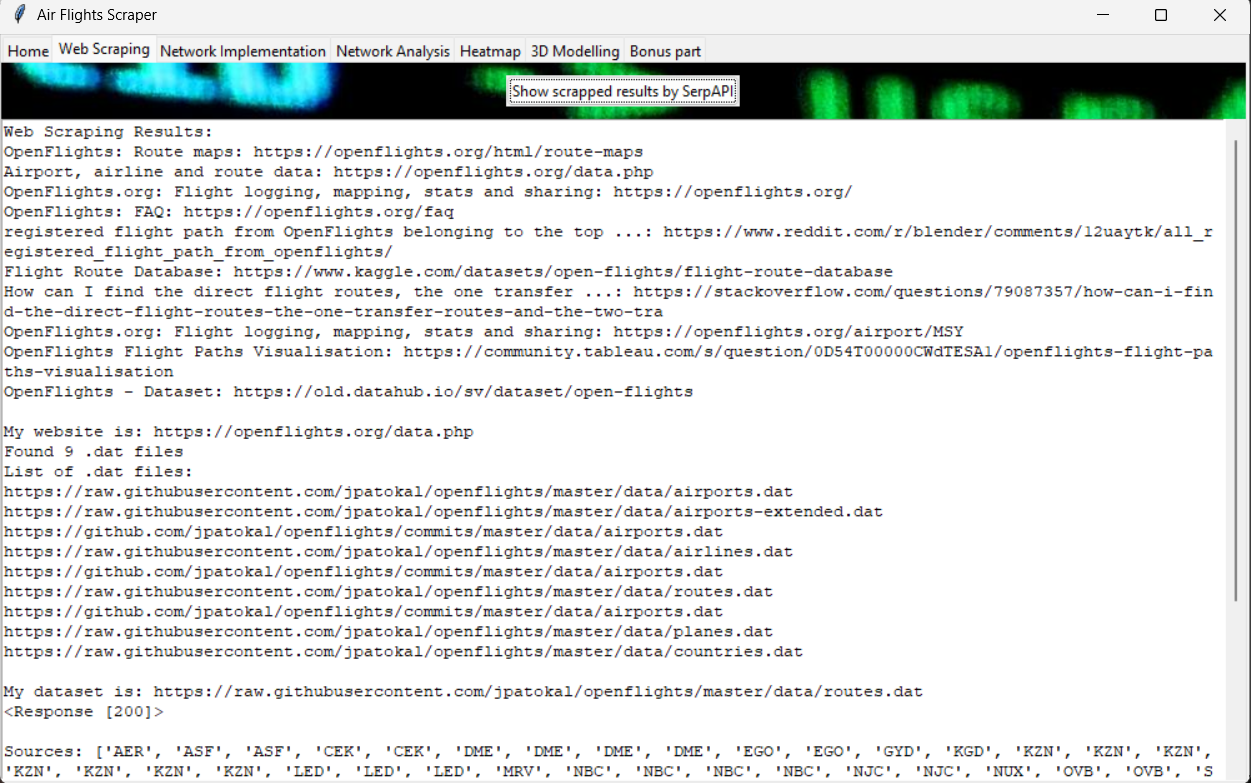 Air Flights Scraper
Home Web Scraping Network Implementation Network Analysis Heatmap 3D Modelling Bonus part
Show scrapped results by SerpAPI
Web Scraping Results:
OpenFlights: Route maps: https://openflights.org/html/route-maps
Airport, airline and route data: https://openflights.org/data.php
OpenFlights.org: Flight logging, mapping, stats and sharing: https://openflights.org/
OpenFlights: FAQ: https://openflights.org/faq
registered flight path from OpenFlights belonging to the top ...: https://www.reddit.com/r/blender/comments/l2uaytk/all_r
egistered_flight_path_from_openflights/
Flight Route Database: https://www.kaggle.com/datasets/open-flights/flight-route-database
How can I find the direct flight routes, the one transfer ...: https://stackoverflow.com/questions/79087357/how-can-i-fin
d-the-direct-flight-routes-the-one-transfer-routes-and-the-two-tra
OpenFlights.org: Flight logging, mapping, stats and sharing: https://openflights.org/airport/MSY
OpenFlights Flight Paths Visualisation: https://community.tableau.com/s/question/0D54T00000CWdTESA1/openflights-flight-pa
ths-visualisation
OpenFlights - Dataset: https://old.datahub.io/sv/dataset/open-flights
My website is: https://openflights.org/data.php
Found 9 .dat files
List of .dat files:
https://raw.githubusercontent.com/jpatokal/openflights/master/data/airports.dat
https://raw.githubusercontent.com/jpatokal/openflights/master/data/airports-extended.dat
https://github.com/jpatokal/openflights/commits/master/data/airports.dat
https://raw.githubusercontent.com/jpatokal/openflights/master/data/airlines.dat
https://github.com/jpatokal/openflights/commits/master/data/airports.dat
https://raw.githubusercontent.com/jpatokal/openflights/master/data/routes.dat
https://github.com/jpatokal/openflights/commits/master/data/airports.dat
https://raw.githubusercontent.com/jpatokal/openflights/master/data/planes.dat
https://raw.githubusercontent.com/jpatokal/openflights/master/data/countries.dat
My dataset is: https://raw.githubusercontent.com/jpatokal/openflights/master/data/routes.dat
<Response [200]>
Sources: ['AER', 'ASF', 'ASF', 'CEK', 'CEK', 'DME', 'DME', 'DME', 'DME', 'EGO', 'EGO', 'GYD', 'KGD', 'KZN', 'KZN', 'KZN',
'KZN', 'KZN', 'KZN', 'KZN', 'LED', 'LED', 'LED', 'MRV', 'NBC', 'NBC', 'NBC', 'NBC', 'NJC', 'NJC', 'NUX', 'OVB', 'OVB', 'S